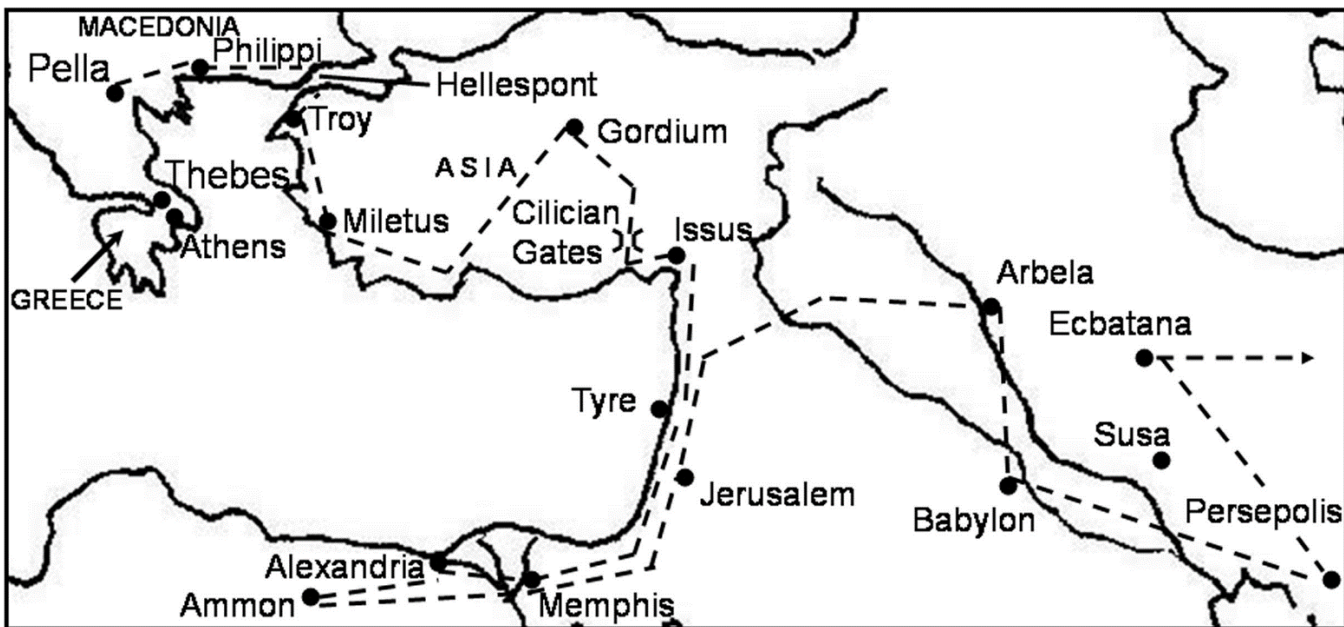 MACEDONIA
Philippi
Pella
Hellespont
Troy
Gordium
ASIA
Thebes
Miletus
Cilician
Gates
Issus
Athens
GREECE
Arbela
Ecbatana
Tyre
Susa
Jerusalem
Babylon
Persepolis
Alexandria
Ammon
Memphis